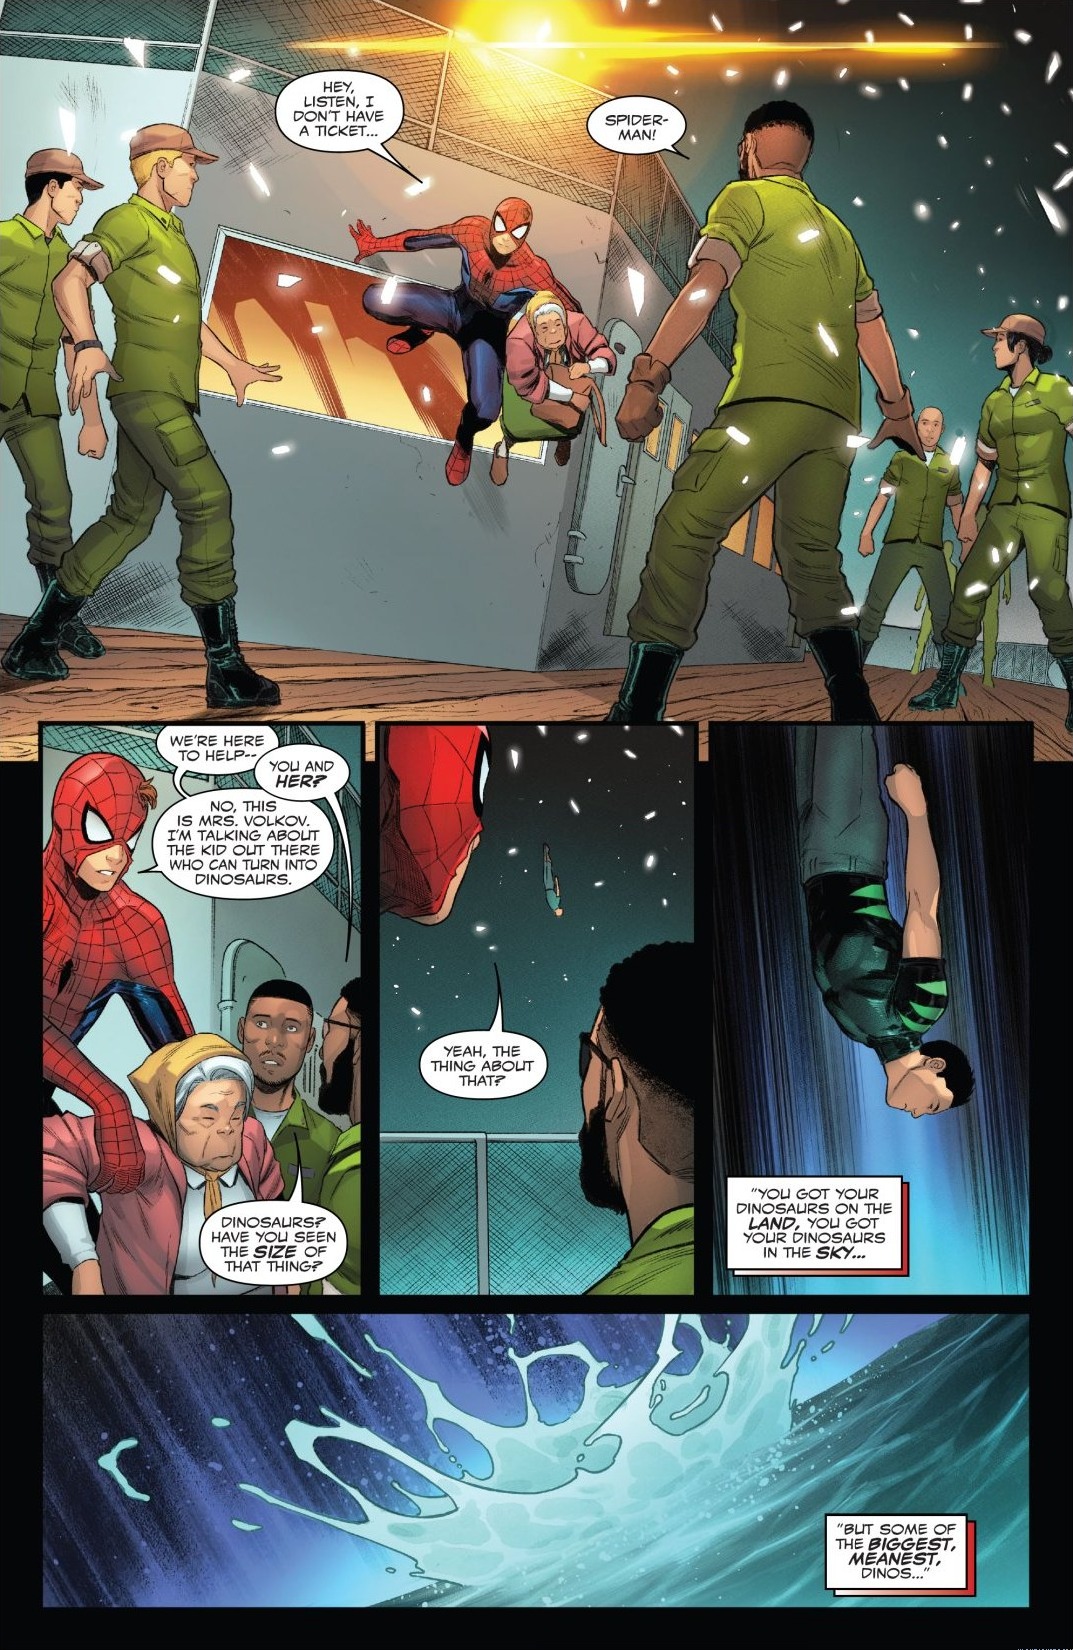 HEY,
LISTEN, I
DON'T HAVE
A TICKET...
SPIDER-
MAN!
WE'RE HERE
TO HELP--
YOU AND
HER?
NO, THIS
IS MRS. VOLKOV.
I'M TALKING ABOUT
THE KID OUT THERE
WHO CAN TURN INTO
DINOSAURS.
DINOSAURS?
HAVE YOU SEEN
THE SIZE OF
THAT THING?
YEAH, THE
THING ABOUT
THAT?
"YOU GOT YOUR
DINOSAURS ON THE
LAND, YOU GOT
YOUR DINOSAURS
IN THE SKY...
"BUT SOME OF
THE BIGGEST,
MEANEST,
DINOS..."